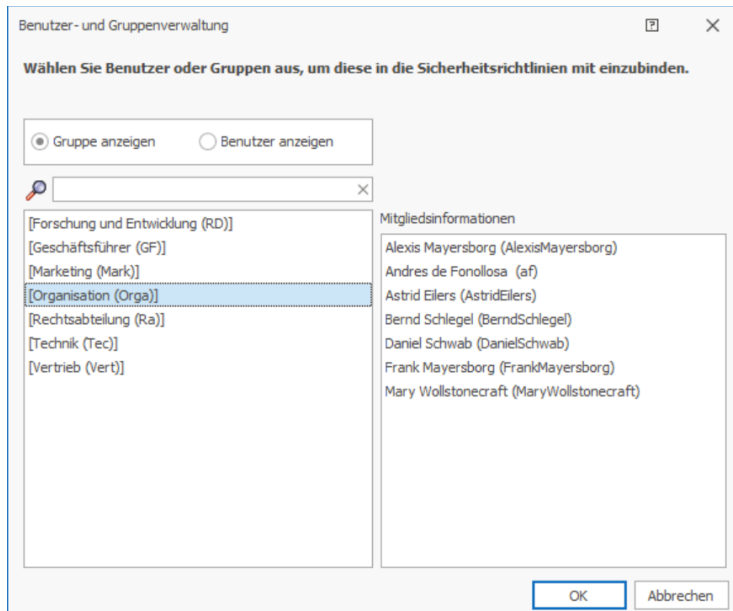 Benutzer- und Gruppenverwaltung
Wählen Sie Benutzer oder Gruppen aus, um diese in die Sicherheitsrichtlinien mit einzubinden.
Gruppe anzeigen
Benutzer anzeigen
[Forschung und Entwicklung (RD)]
[Geschäftsführer (GF)]
[Marketing (Mark)]
[Organisation (Orga)]
[Rechtsabteilung (Ra)]
[Technik (Tec)]
[Vertrieb (Vert)]
Mitgliedsinformationen
Alexis Mayersborg (AlexisMayersborg)
Andres de Fonollosa (af)
Astrid Eilers (AstridEilers)
Bernd Schlegel (BerndSchlegel)
Daniel Schwab (DanielSchwab)
Frank Mayersborg (FrankMayersborg)
Mary Wollstonecraft (MaryWollstonecraft)
OK
Abbrechen